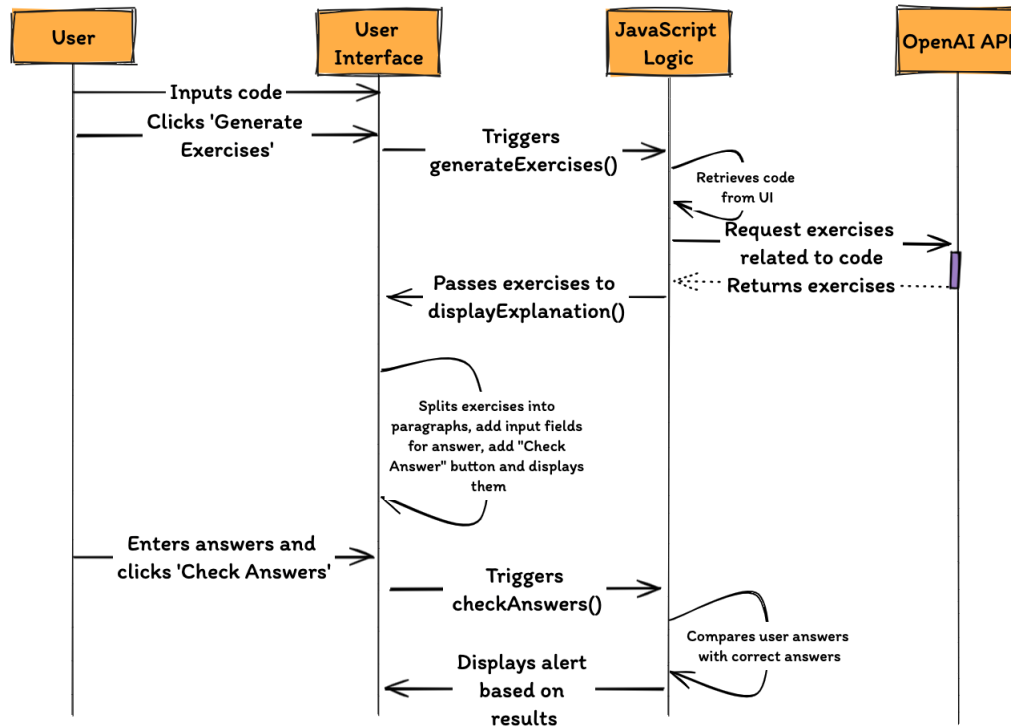 User
User
Interface
JavaScript
Logic
OpenAI API
Inputs code
Clicks 'Generate
Exercises'
Triggers
generateExercises()
Retrieves code
from UI
Request exercises
related to code
Returns exercises
Passes exercises to
displayExplanation()
Splits exercises into
paragraphs, add input fields
for answer, add "Check
Answer" button and displays
them
Enters answers and
clicks 'Check Answers'
Triggers
checkAnswers()
Compares user answers
with correct answers
Displays alert
based on
results